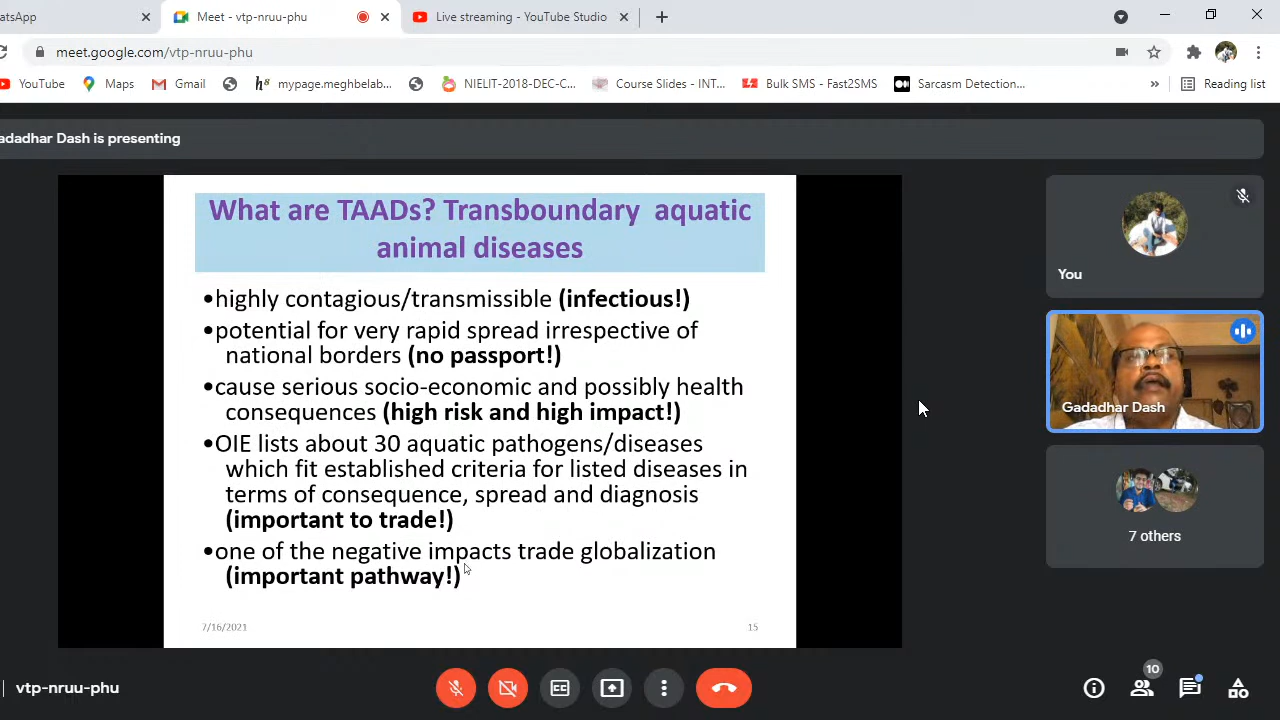 atsApp
Meet - vtp-nruu-phu
Live streaming - YouTube Studio
meet.google.com/vtp-nruu-phu
YouTube
Maps
Gmail
mypage.meghbelab...
NIELIT-2018-DEC-C...
Course Slides - INT...
Bulk SMS - Fast2SMS
Sarcasm Detection...
»
Reading list
adadhar Dash is presenting
What are TAADs? Transboundary aquatic
animal diseases
•highly contagious/transmissible (infectious!)
•potential for very rapid spread irrespective of
national borders (no passport!)
•cause serious socio-economic and possibly health
consequences (high risk and high impact!)
•OIE lists about 30 aquatic pathogens/diseases
which fit established criteria for listed diseases in
terms of consequence, spread and diagnosis
(important to trade!)
•one of the negative impacts trade globalization
(important pathway!)
7/16/2021
15
You
Gadadhar Dash
7 others
vtp-nruu-phu
CC
10